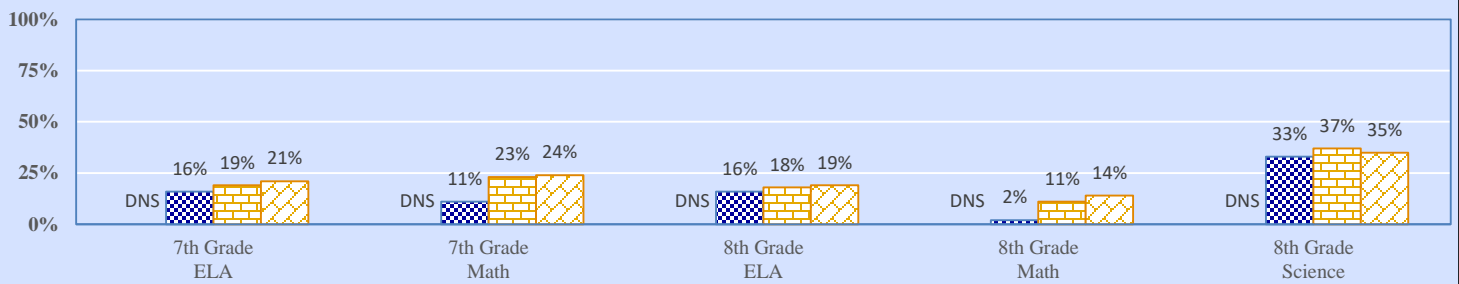 100%
75%
50%
25%
0%
DNS 16% 19% 21%
DNS 11% 23% 24%
DNS 16% 18% 19%
DNS 2% 11% 14%
DNS 33% 37% 35%
7th Grade
ELA
7th Grade
Math
8th Grade
ELA
8th Grade
Math
8th Grade
Science